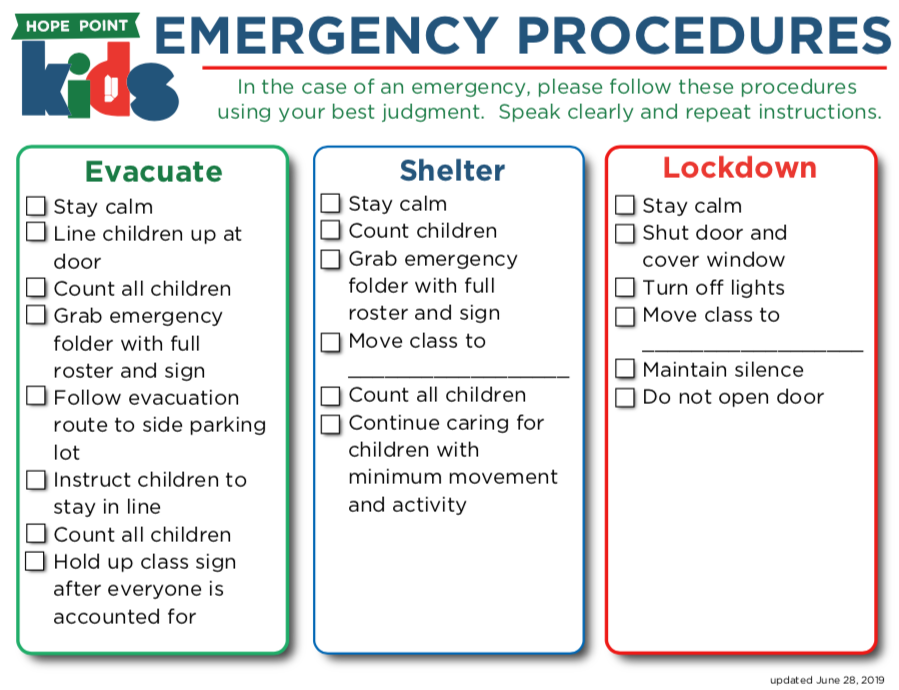 HOPE POINT
kids
EMERGENCY PROCEDURES
In the case of an emergency, please follow these procedures
using your best judgment. Speak clearly and repeat instructions.
Evacuate
Stay calm
Line children up at
door
Count all children
Grab emergency
folder with full
roster and sign
Follow evacuation
route to side parking
lot
Instruct children to
stay in line
Count all children
Hold up class sign
after everyone is
accounted for
Shelter
Stay calm
Count children
Grab emergency
folder with full
roster and sign
Move class to
__________________
Count all children
Continue caring for
children with
minimum movement
and activity
Lockdown
Stay calm
Shut door and
cover window
Turn off lights
Move class to
__________________
Maintain silence
Do not open door
updated June 28, 2019